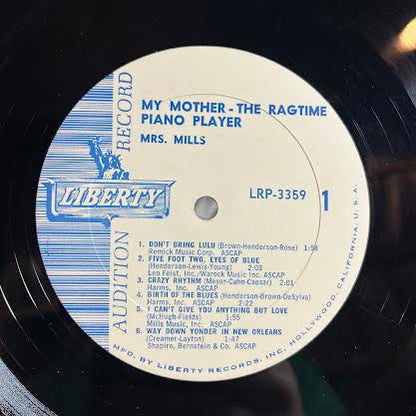 MY MOTHER - THE RAGTIME
PIANO PLAYER
MRS. MILLS
AUDITION RECORD
LIBERTY
LRP-3359 1
1. DON'T BRING LULU (Brown-Henderson-Rose) 1:58
Remick Music Corp. ASCAP
2. FIVE FOOT TWO, EYES OF BLUE
(Henderson-Lewis-Young) 2:03
Leo Feist, Inc./Warock Music Inc. ASCAP
3. CRAZY RHYTHM (Meyer-Cahn Caesar) 2:01
Harms, Inc. ASCAP
4. BIRTH OF THE BLUES (Henderson-Brown-DeSylva)
Harms, Inc. 2:22 ASCAP
5. I CAN'T GIVE YOU ANYTHING BUT LOVE
(McHugh-Fields) 1:55
Mills Music, Inc. ASCAP
6. WAY DOWN YONDER IN NEW ORLEANS
(Creamer-Layton) 1:47
Shapiro, Bernstein & Co. ASCAP
MFD. BY LIBERTY RECORDS, INC., HOLLYWOOD, CALIFORNIA, U.S.A.